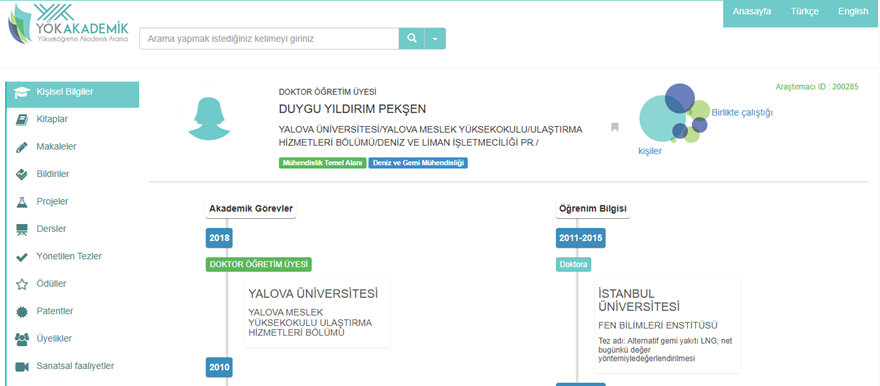 YÖKAKADEMİK
Yükseköğretim Akademik Arama
Arama yapmak istediğiniz kelimeyi giriniz
Anasayfa
Türkçe
English
Kişisel Bilgiler
Kitaplar
Makaleler
Bildiriler
Projeler
Dersler
Yönetilen Tezler
Ödüller
Patentler
Üyelikler
Sanatsal faaliyetler
DOKTOR ÖĞRETİM ÜYESİ
DUYGU YILDIRIM PEKŞEN
YALOVA ÜNİVERSİTESİ/YALOVA MESLEK YÜKSEKOKULU/ULAŞTIRMA
HİZMETLERİ BÖLÜMÜ/DENİZ VE LİMAN İŞLETMECİLİĞİ PR./
Mühendislik Temel Alanı
Deniz ve Gemi Mühendisliği
Araştırmacı ID : 200285
Birlikte çalıştığı
kişiler
Akademik Görevler
2018
DOKTOR ÖĞRETİM ÜYESİ
YALOVA ÜNİVERSİTESİ
YALOVA MESLEK
YÜKSEKOKULU ULAŞTIRMA
HİZMETLERİ BÖLÜMÜ
2010
Öğrenim Bilgisi
2011-2015
Doktora
İSTANBUL
ÜNİVERSİTESİ
FEN BİLİMLERİ ENSTİTÜSÜ
Tez adı: Alternatif gemi yakıtı LNG; net
bugünkü değer
yöntemiyledeğerlendirilmesi